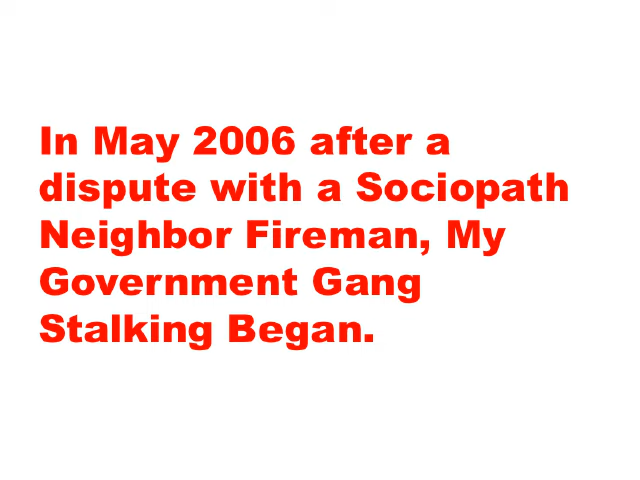 In May 2006 after a
dispute with a Sociopath
Neighbor Fireman, My
Government Gang
Stalking Began.